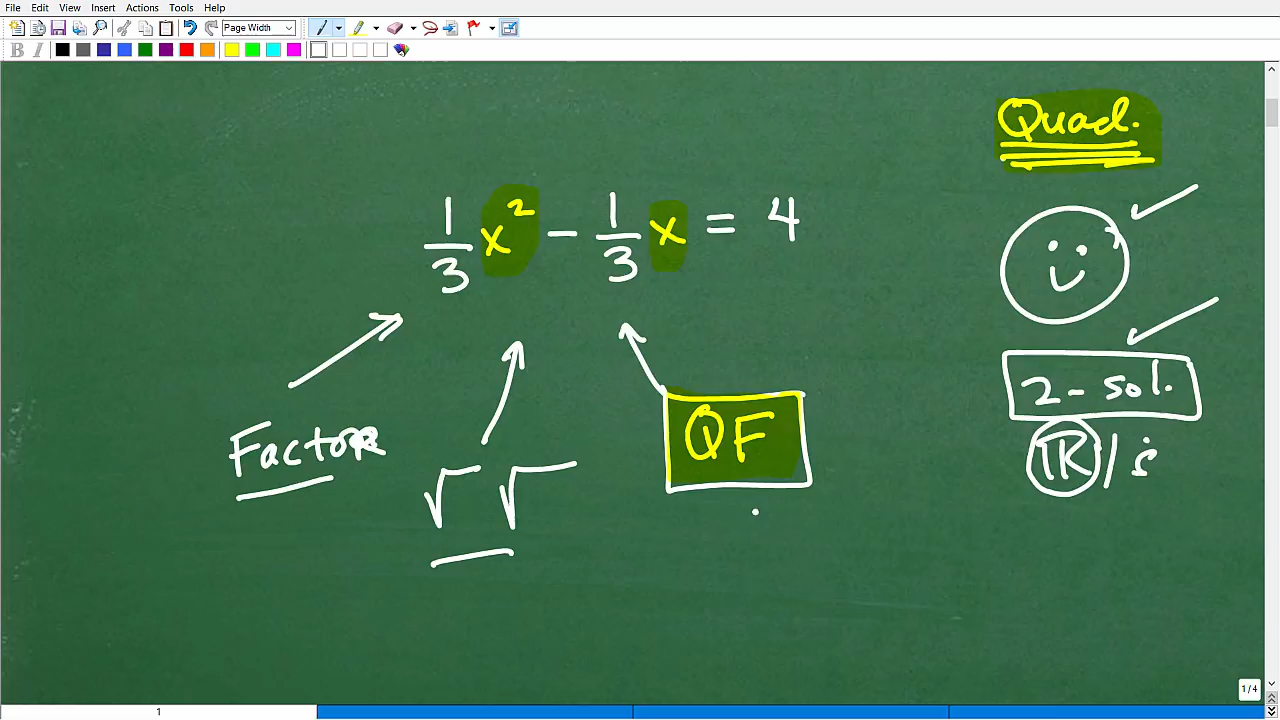 File Edit View Insert Actions Tools Help
Page Width
B I
Quad.
1/3 x² - 1/3 x = 4
2 - sol.
QF
Factor
√ √
R / i
1/4
1